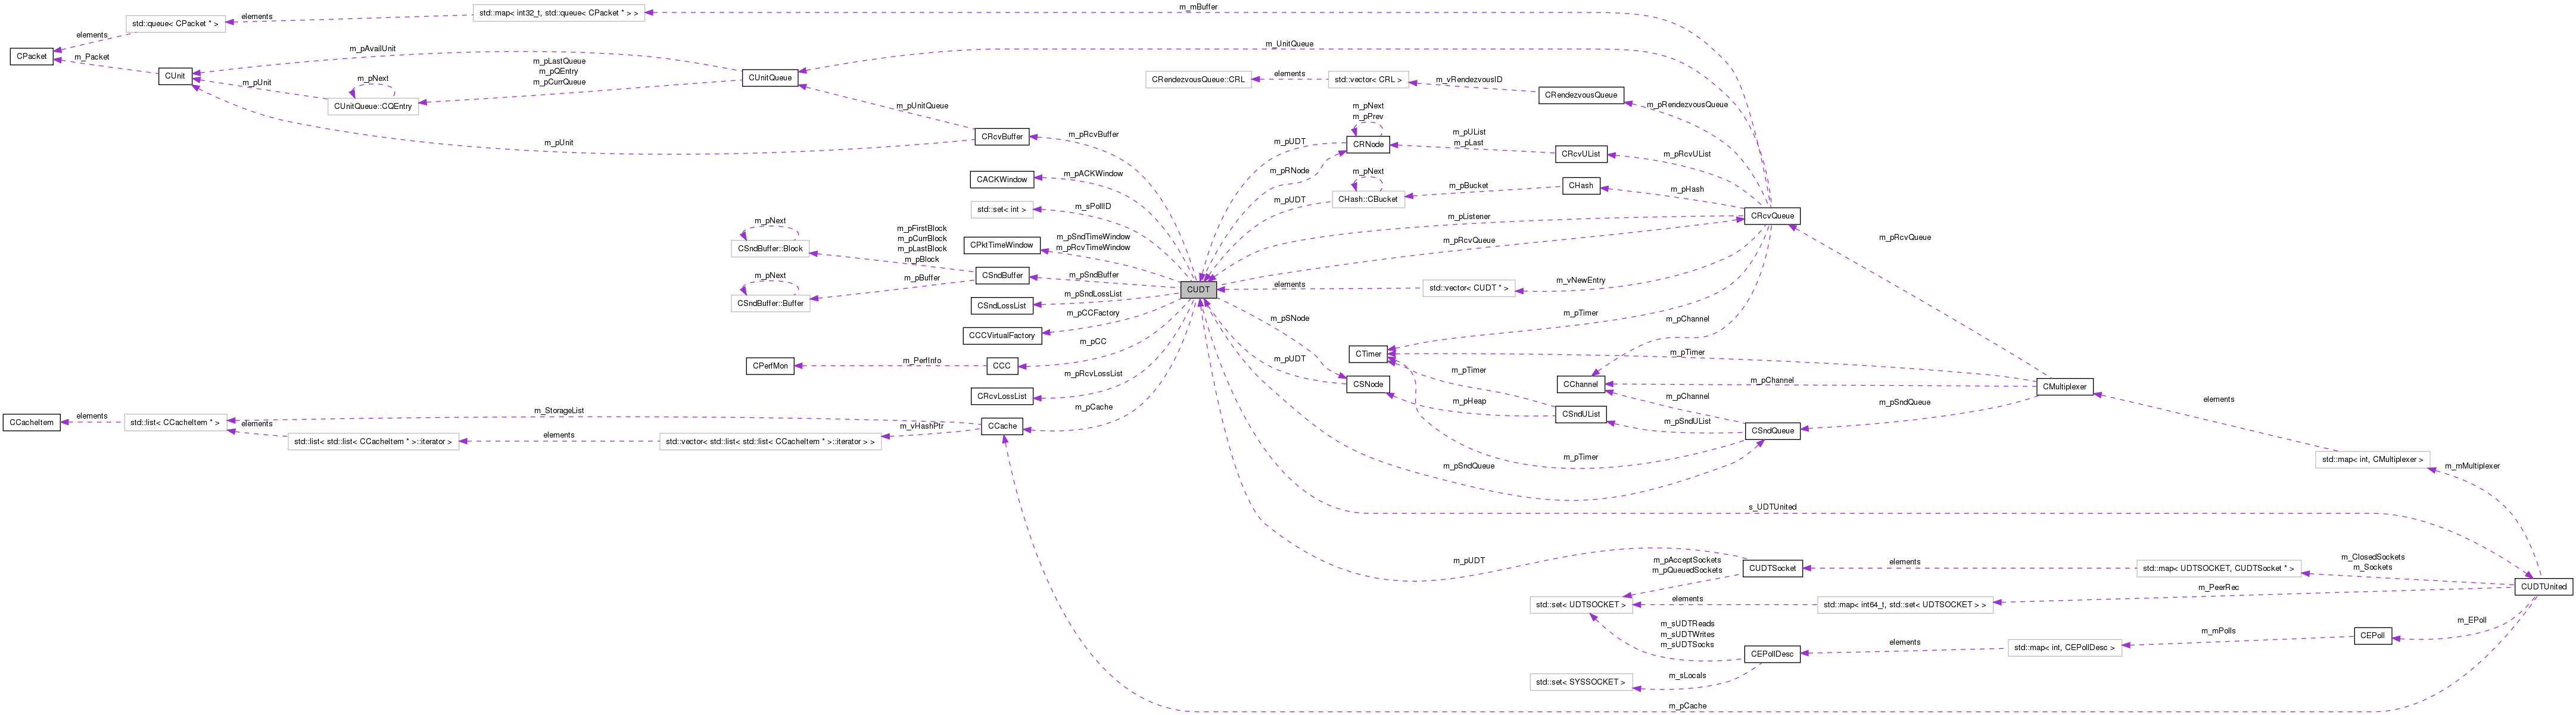 m_mBuffer
std::map< int32_t, std::queue< CPacket * > >
elements
std::queue< CPacket * >
elements
CPacket
m_Packet
m_pAvailUnit
m_UnitQueue
m_pLastQueue
m_pQEntry
m_pCurrQueue
CUnit
CUnitQueue
m_pNext
m_pUnit
CUnitQueue::CQEntry
CRendezvousQueue::CRL
elements
std::vector< CRL >
m_vRendezvousID
CRendezvousQueue
m_pRendezvousQueue
m_pUnitQueue
m_pNext
m_pPrev
m_pUnit
CRcvBuffer
m_pRcvBuffer
m_pUDT
CRNode
m_pUList
m_pLast
CRcvUList
m_pRcvUList
m_pRNode
CACKWindow
m_pACKWindow
m_pNext
m_pBucket
CHash
m_pHash
m_pUDT
CHash::CBucket
std::set< int >
m_sPollID
m_pListener
CRcvQueue
m_pNext
m_pFirstBlock
m_pCurrBlock
m_pLastBlock
m_pBlock
CSndBuffer::Block
CPktTimeWindow
m_pSndTimeWindow
m_pRcvTimeWindow
m_pRcvQueue
m_pRcvQueue
m_pNext
m_pBuffer
CSndBuffer
m_pSndBuffer
CSndBuffer::Buffer
CUDT
elements
std::vector< CUDT * >
m_vNewEntry
CSndLossList
m_pSndLossList
m_pCCFactory
m_pSNode
m_pTimer
m_pChannel
CCCVirtualFactory
m_pCC
CPerfMon
m_PerfInfo
CCC
m_pUDT
CTimer
m_pTimer
m_pRcvLossList
CSNode
m_pTimer
CChannel
m_pChannel
CMultiplexer
CRcvLossList
m_pHeap
m_pChannel
m_pSndQueue
elements
m_pCache
CCacheItem
elements
std::list< CCacheItem * >
m_StorageList
elements
m_vHashPtr
CCache
CSndUList
m_pSndUList
CSndQueue
std::list< std::list< CCacheItem * >::iterator >
elements
std::vector< std::list< std::list< CCacheItem * >::iterator > >
m_pTimer
m_pSndQueue
std::map< int, CMultiplexer >
m_mMultiplexer
s_UDTUnited
m_pUDT
m_pAcceptSockets
m_pQueuedSockets
CUDTSocket
elements
std::map< UDTSOCKET, CUDTSocket * >
m_ClosedSockets
m_Sockets
CUDTUnited
m_PeerRec
std::set< UDTSOCKET >
elements
std::map< int64_t, std::set< UDTSOCKET > >
m_sUDTReads
m_sUDTWrites
m_sUDTSocks
m_EPoll
CEPoll
m_mPolls
CEPollDesc
elements
std::map< int, CEPollDesc >
std::set< SYSSOCKET >
m_sLocals
m_pCache